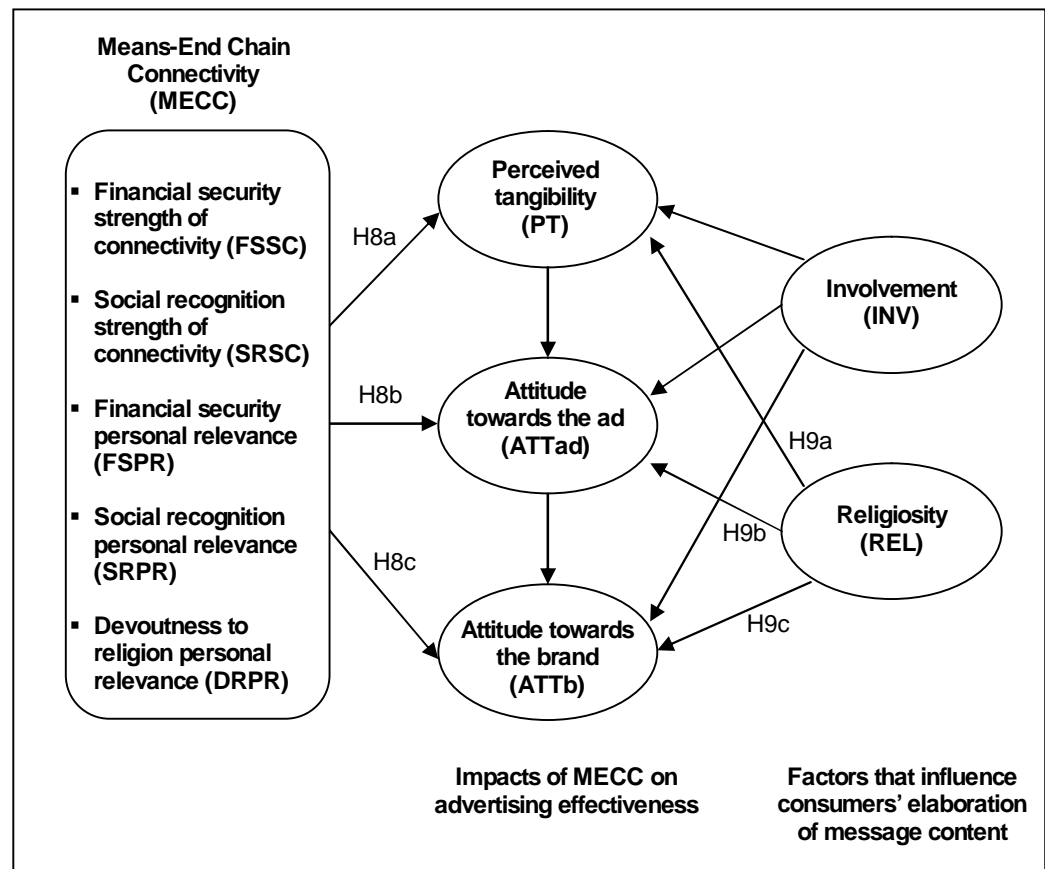 Means-End Chain
Connectivity
(MECC)
▪ Financial security
strength of
connectivity (FSSC)
▪ Social recognition
strength of
connectivity (SRSC)
▪ Financial security
personal relevance
(FSPR)
▪ Social recognition
personal relevance
(SRPR)
▪ Devoutness to
religion personal
relevance (DRPR)
H8a
H8b
H8c
Perceived
tangibility
(PT)
Attitude
towards the ad
(ATTad)
Attitude towards
the brand
(ATTb)
Involvement
(INV)
H9a
Religiosity
(REL)
H9b
H9c
Impacts of MECC on
advertising effectiveness
Factors that influence
consumers’ elaboration
of message content